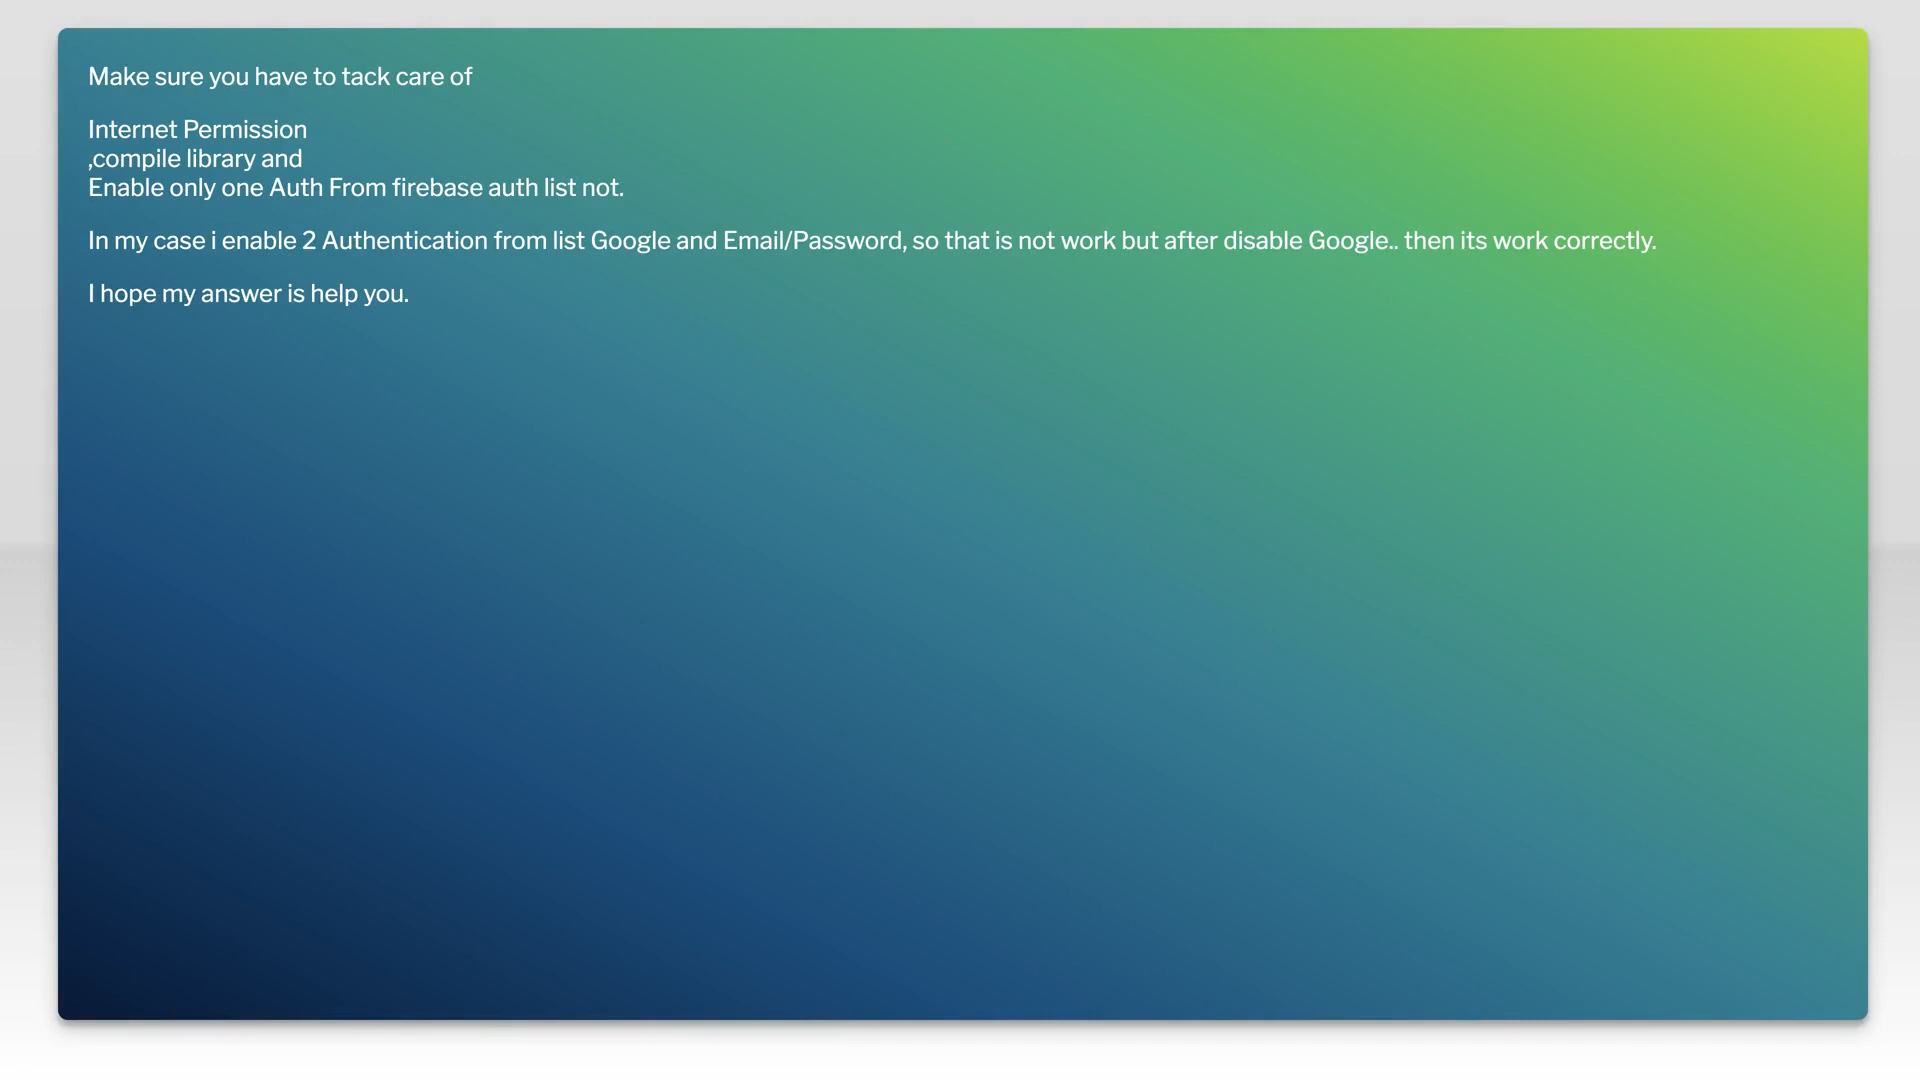 Make sure you have to tack care of
Internet Permission
,compile library and
Enable only one Auth From firebase auth list not.
In my case i enable 2 Authentication from list Google and Email/Password, so that is not work but after disable Google.. then its work correctly.
I hope my answer is help you.